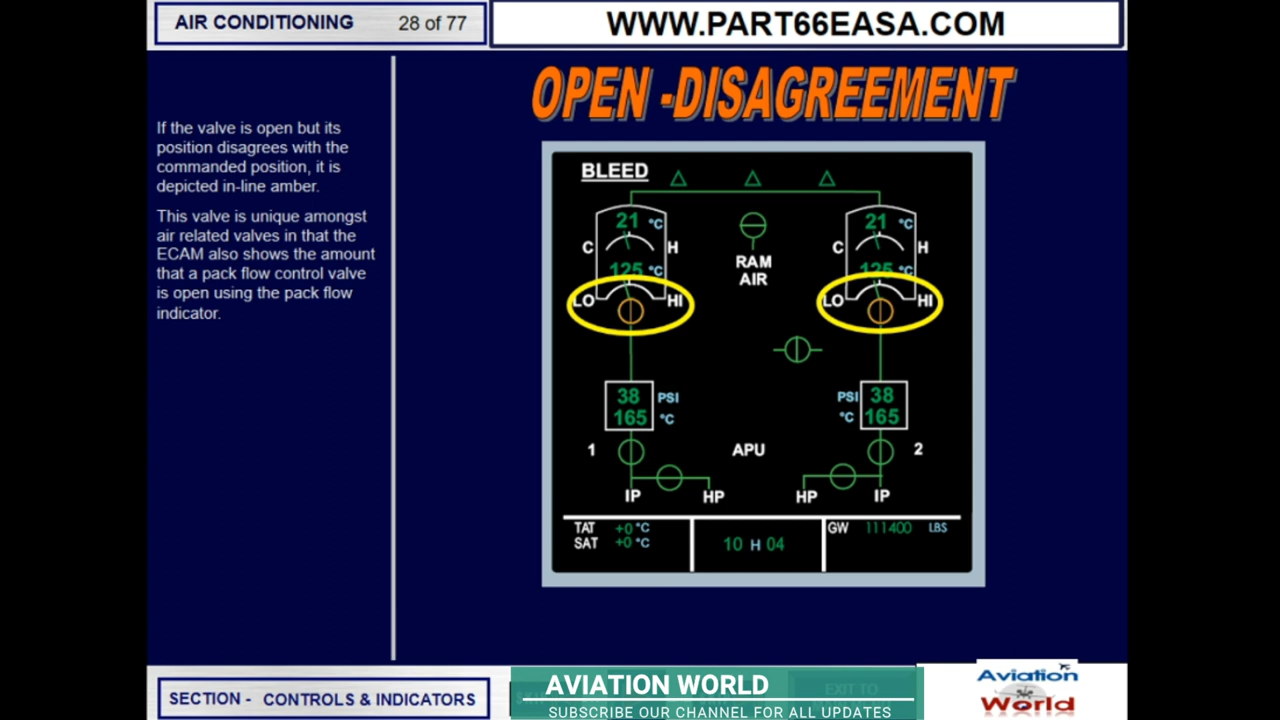 AIR CONDITIONING 28 of 77
WWW.PART66EASA.COM
OPEN -DISAGREEMENT
If the valve is open but its
position disagrees with the
commanded position, it is
depicted in-line amber.
This valve is unique amongst
air related valves in that the
ECAM also shows the amount
that a pack flow control valve
is open using the pack flow
indicator.
BLEED
21 °C 21 °C
C H C H
RAM
AIR
125 °C 125 °C
LO HI LO HI
38 PSI PSI 38
165 °C °C 165
1 APU 2
IP HP HP IP
TAT +0 °C GW 111400 LBS
SAT +0 °C 10 H 04
SECTION - CONTROLS & INDICATORS
EXIT TO
AVIATION WORLD
SUBSCRIBE OUR CHANNEL FOR ALL UPDATES
Aviation
World